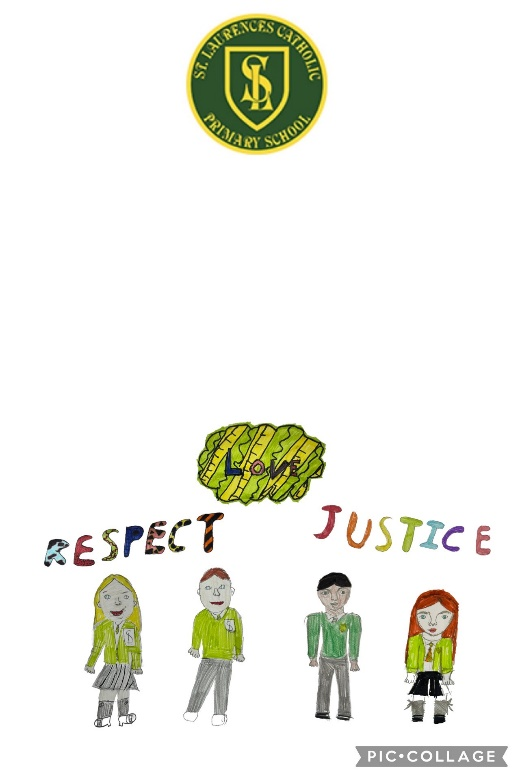 ST. LAURENCES CATHOLIC
SL
PRIMARY SCHOOL
LOVE
RESPECT
JUSTICE
PIC•COLLAGE